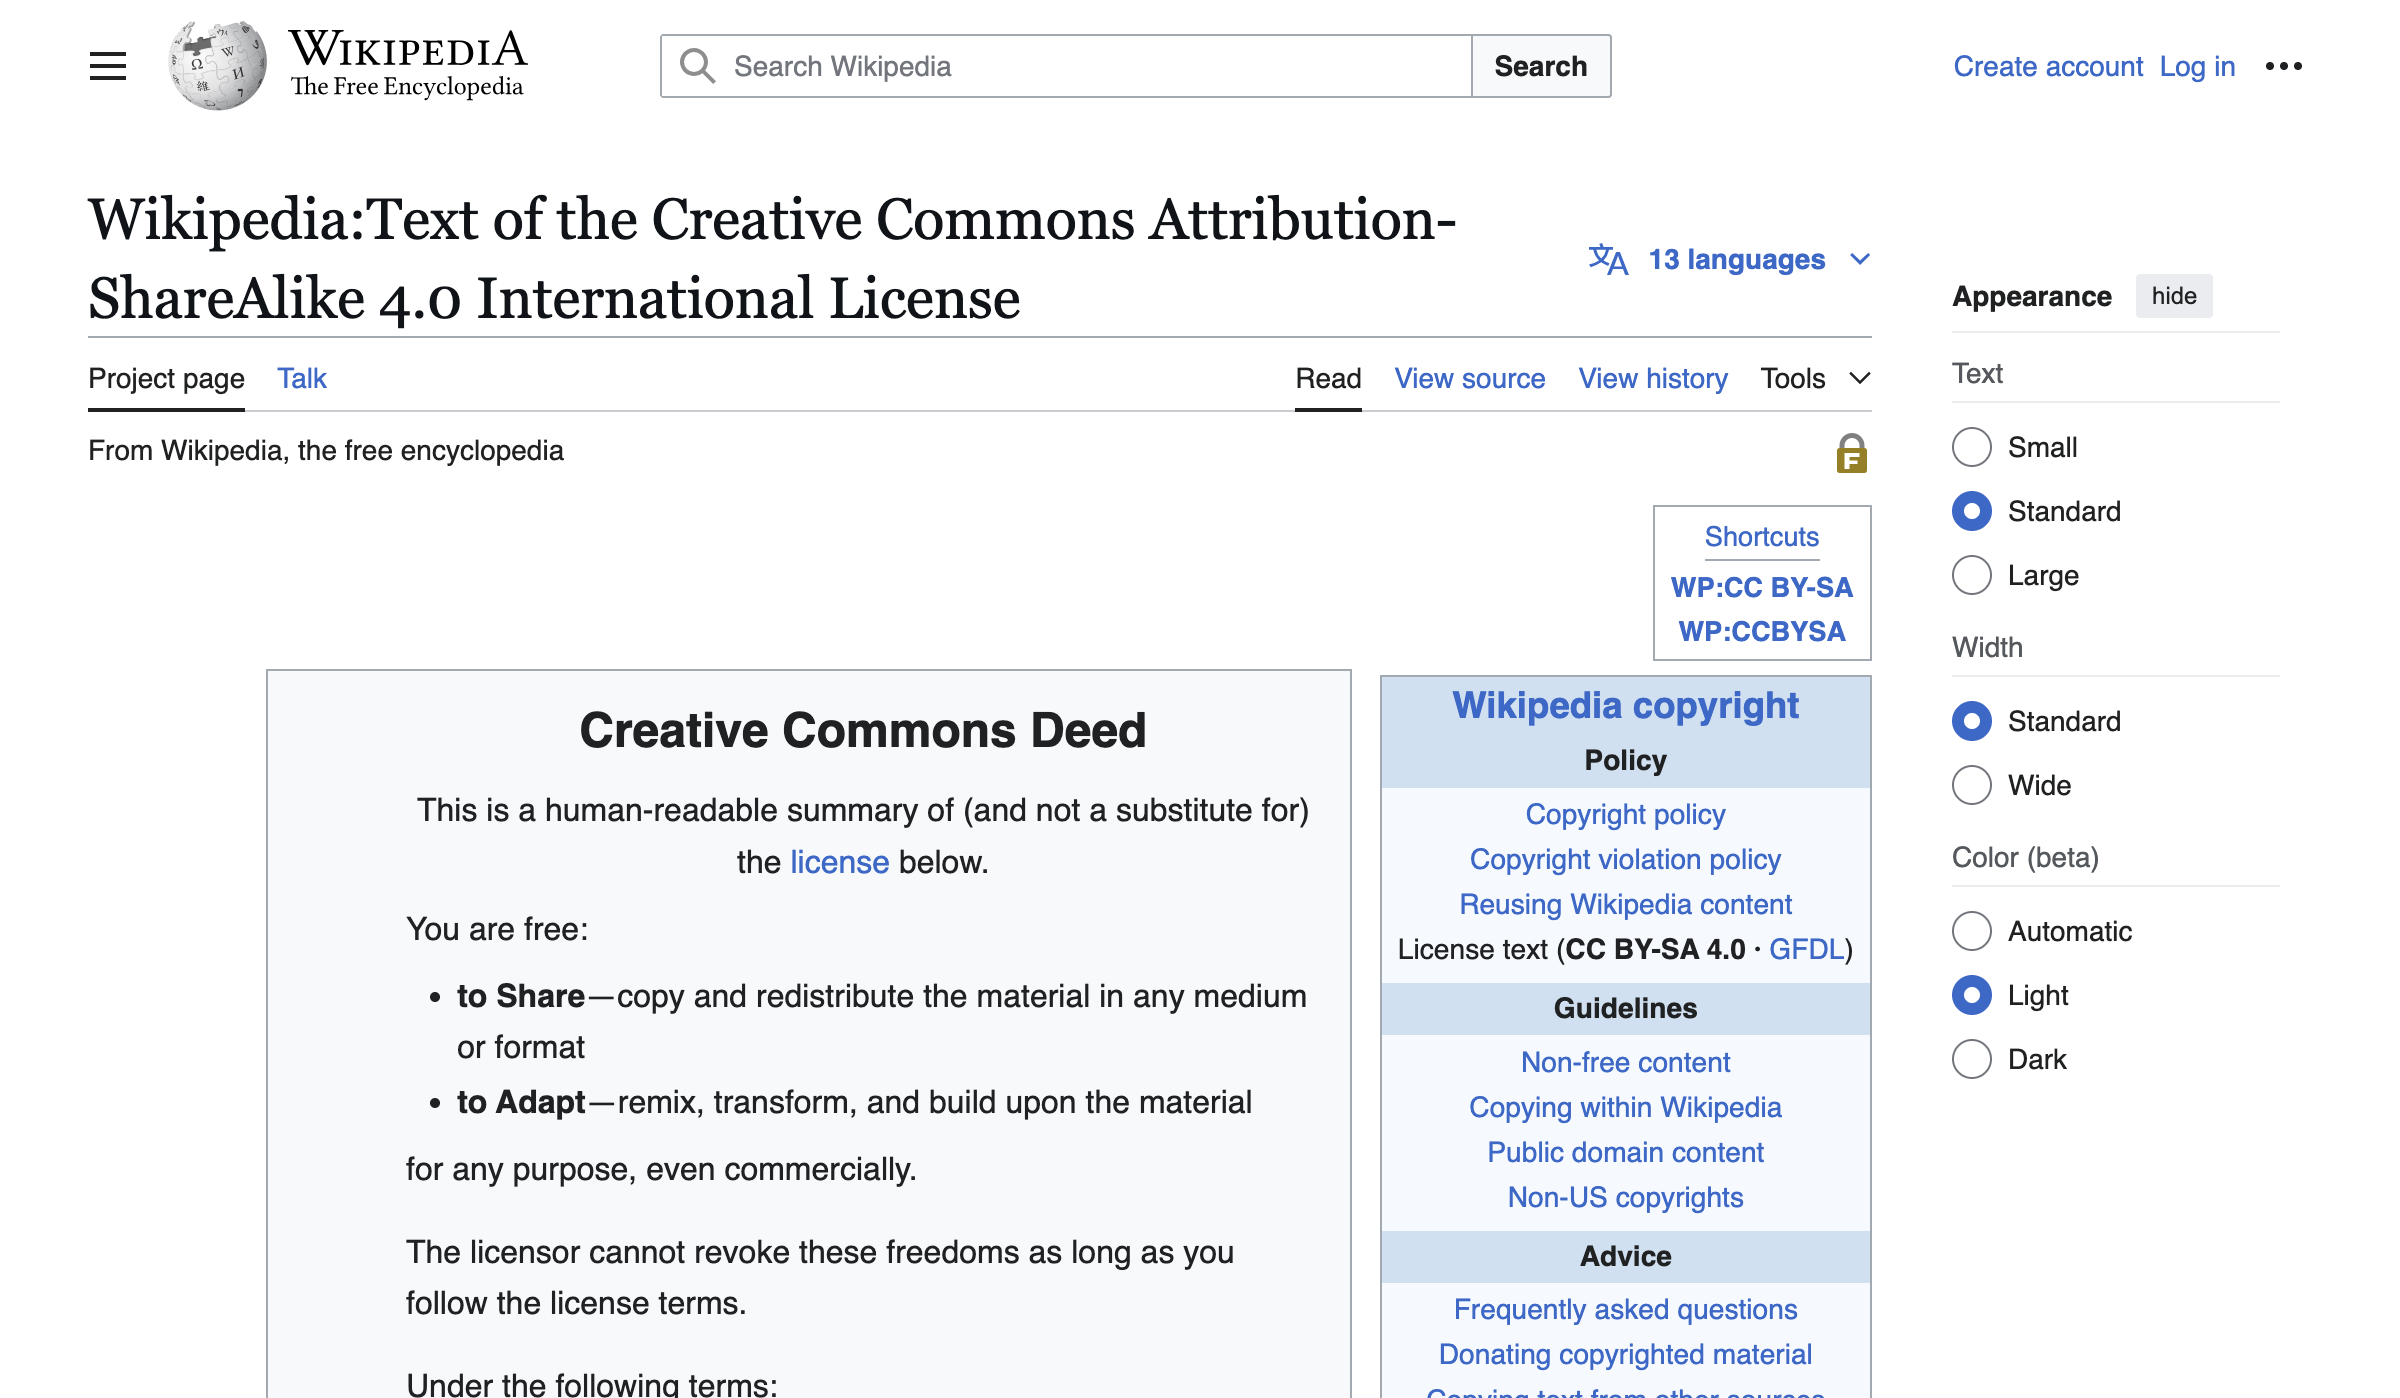 WIKIPEDIA
The Free Encyclopedia
Search Wikipedia
Search
Create account Log in
Wikipedia:Text of the Creative Commons Attribution-
ShareAlike 4.0 International License
13 languages
Project page Talk
Read View source View history Tools
From Wikipedia, the free encyclopedia
Shortcuts
WP:CC BY-SA
WP:CCBYSA
Creative Commons Deed
This is a human-readable summary of (and not a substitute for)
the license below.
You are free:
• to Share—copy and redistribute the material in any medium
or format
• to Adapt—remix, transform, and build upon the material
for any purpose, even commercially.
The licensor cannot revoke these freedoms as long as you
follow the license terms.
Under the following terms:
Wikipedia copyright
Policy
Copyright policy
Copyright violation policy
Reusing Wikipedia content
License text (CC BY-SA 4.0 · GFDL)
Guidelines
Non-free content
Copying within Wikipedia
Public domain content
Non-US copyrights
Advice
Frequently asked questions
Donating copyrighted material
Copying text from other sources
Appearance hide
Text
Small
Standard
Large
Width
Standard
Wide
Color (beta)
Automatic
Light
Dark